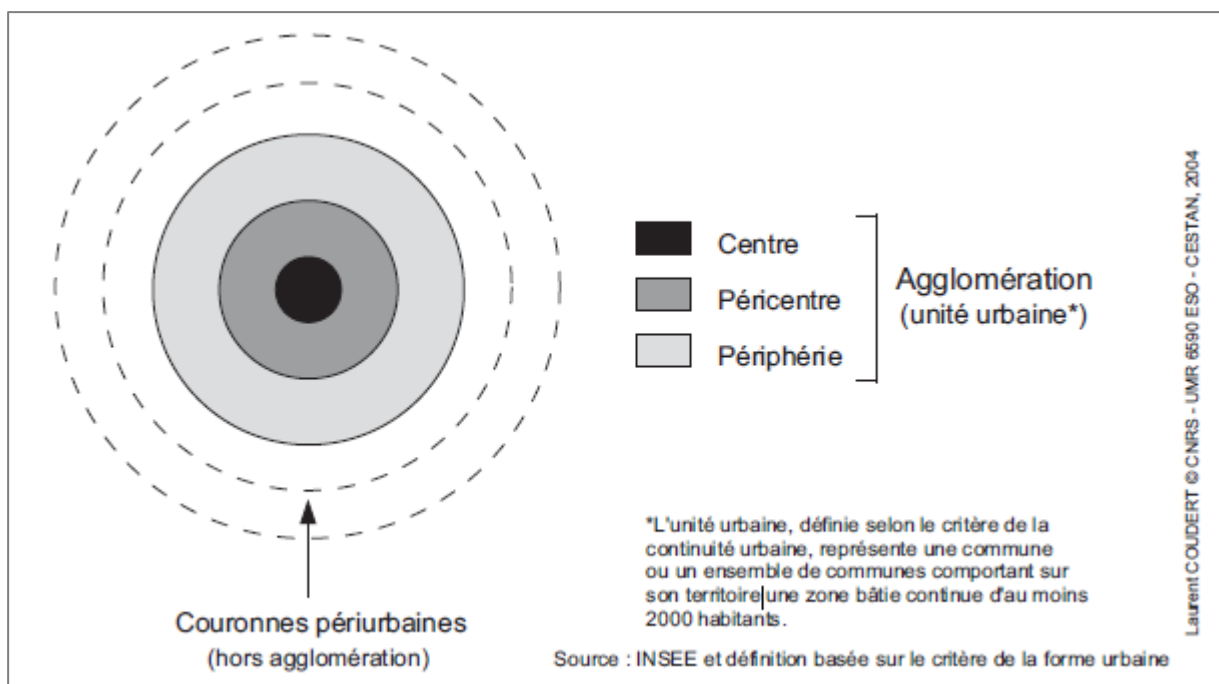 Centre
Péricentre
Périphérie
Agglomération
(unité urbaine*)
Couronnes périurbaines
(hors agglomération)
*L'unité urbaine, définie selon le critère de la
continuité urbaine, représente une commune
ou un ensemble de communes comportant sur
son territoire une zone bâtie continue d'au moins
2000 habitants.
Source : INSEE et définition basée sur le critère de la forme urbaine
Laurent COUDERT © CNRS - UMR 6590 ESO - CESTAN, 2004